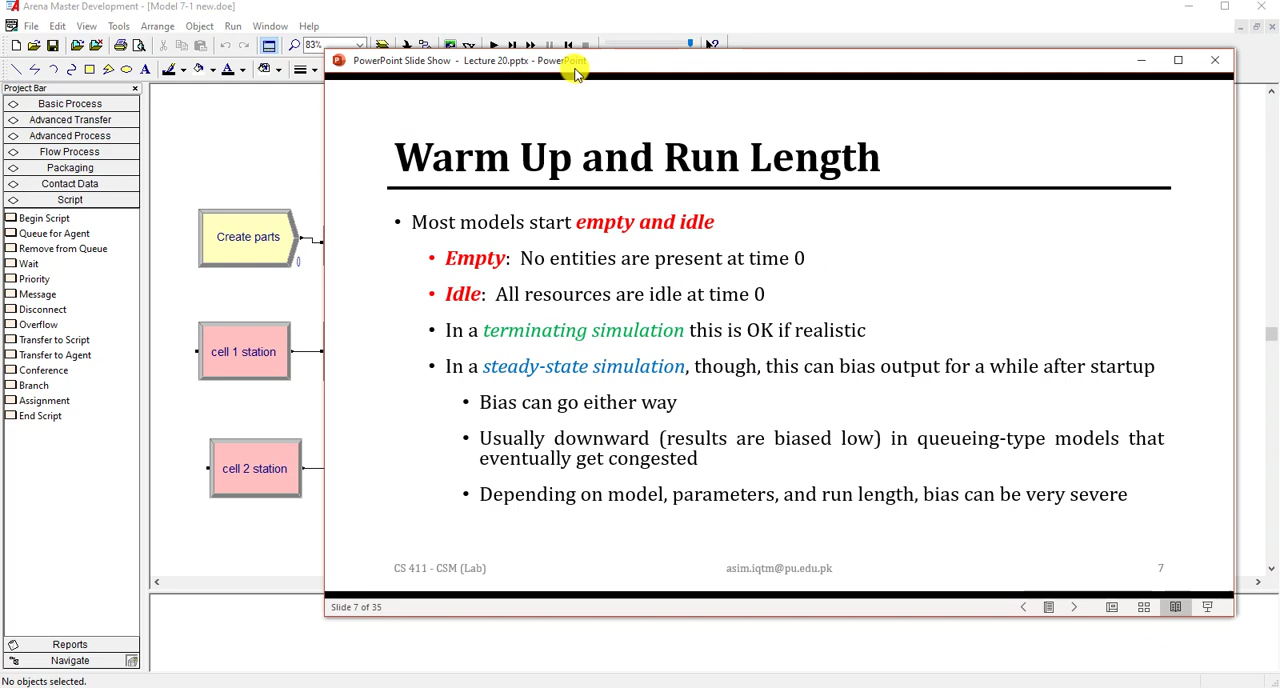 Arena Master Development - [Model 7-1 new.doe]
File Edit View Tools Arrange Object Run Window Help
83%
Project Bar
Basic Process
Advanced Transfer
Advanced Process
Flow Process
Packaging
Contact Data
Script
Begin Script
Queue for Agent
Remove from Queue
Wait
Priority
Message
Disconnect
Overflow
Transfer to Script
Transfer to Agent
Conference
Branch
Assignment
End Script
Reports
Navigate
No objects selected.
Create parts
0
cell 1 station
cell 2 station
PowerPoint Slide Show - Lecture 20.pptx - PowerPoint
Warm Up and Run Length
• Most models start empty and idle
• Empty: No entities are present at time 0
• Idle: All resources are idle at time 0
• In a terminating simulation this is OK if realistic
• In a steady-state simulation, though, this can bias output for a while after startup
• Bias can go either way
• Usually downward (results are biased low) in queueing-type models that
eventually get congested
• Depending on model, parameters, and run length, bias can be very severe
CS 411 - CSM (Lab) asim.iqtm@pu.edu.pk 7
Slide 7 of 35